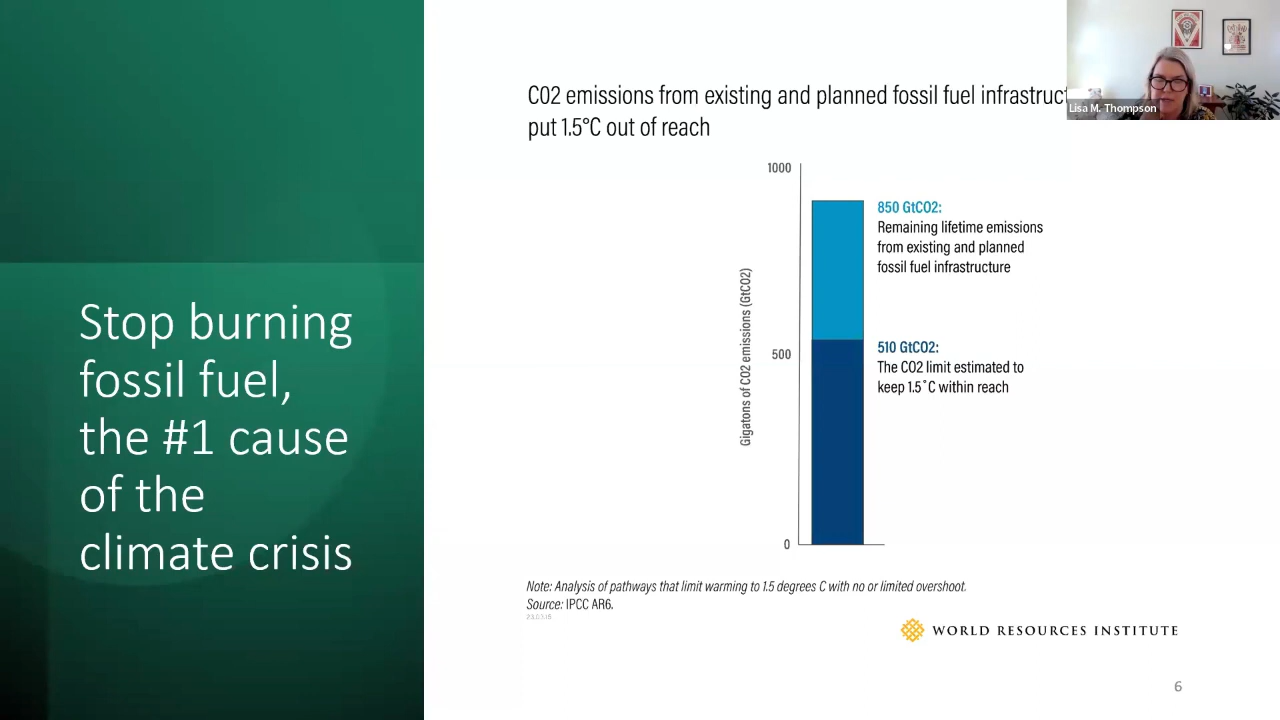 Stop burning
fossil fuel,
the #1 cause
of the
climate crisis
CO2 emissions from existing and planned fossil fuel infrastruct
put 1.5°C out of reach
Lisa M. Thompson
1000
500
0
Gigatons of CO2 emissions (GtCO2)
850 GtCO2:
Remaining lifetime emissions
from existing and planned
fossil fuel infrastructure
510 GtCO2:
The CO2 limit estimated to
keep 1.5˚C within reach
Note: Analysis of pathways that limit warming to 1.5 degrees C with no or limited overshoot.
Source: IPCC AR6.
WORLD RESOURCES INSTITUTE
6